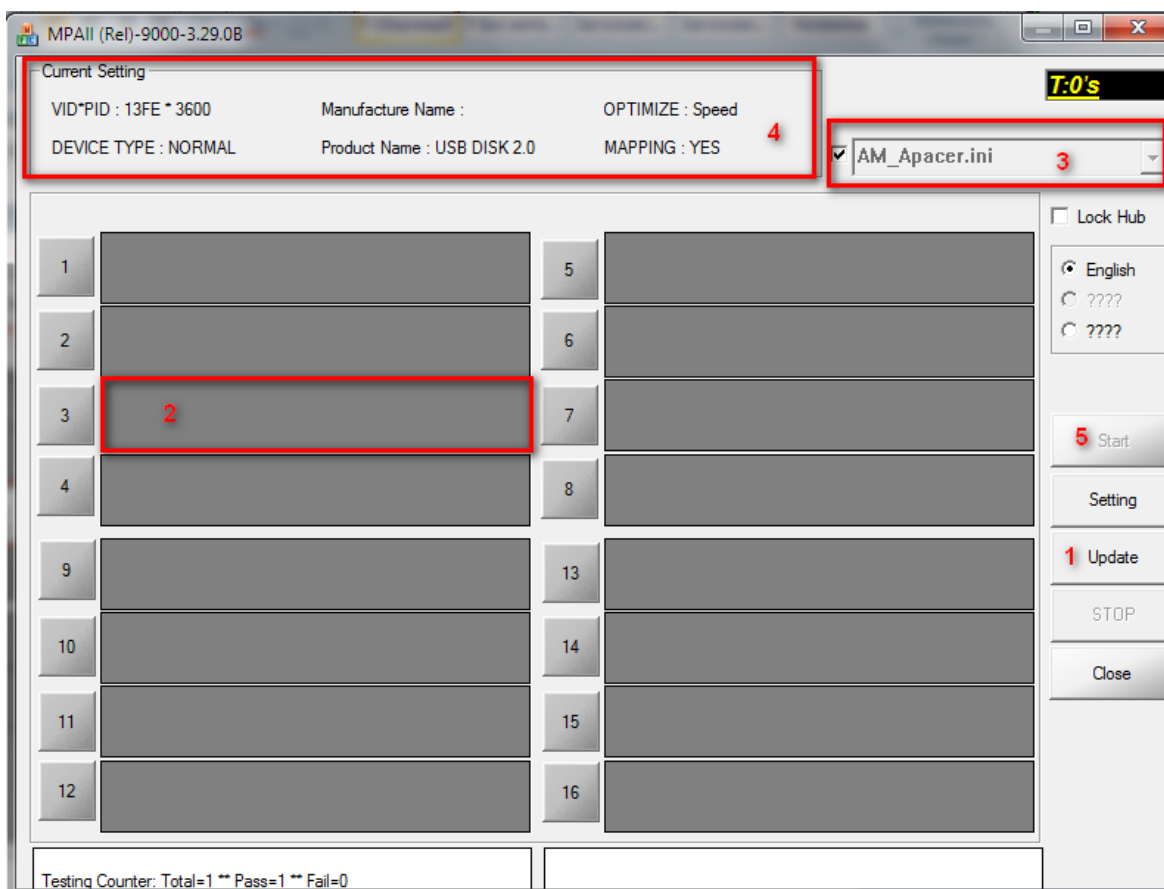 MPAll (Rel)-9000-3.29.0B
Current Setting
VID*PID : 13FE * 3600 Manufacture Name : OPTIMIZE : Speed
DEVICE TYPE : NORMAL Product Name : USB DISK 2.0 MAPPING : YES
4
T:0's
AM_Apacer.ini 3
Lock Hub
English
????
????
1 5
2 6
3 2 7
4 8
9 13
10 14
11 15
12 16
5 Start
Setting
1 Update
STOP
Close
Testing Counter: Total=1 ** Pass=1 ** Fail=0